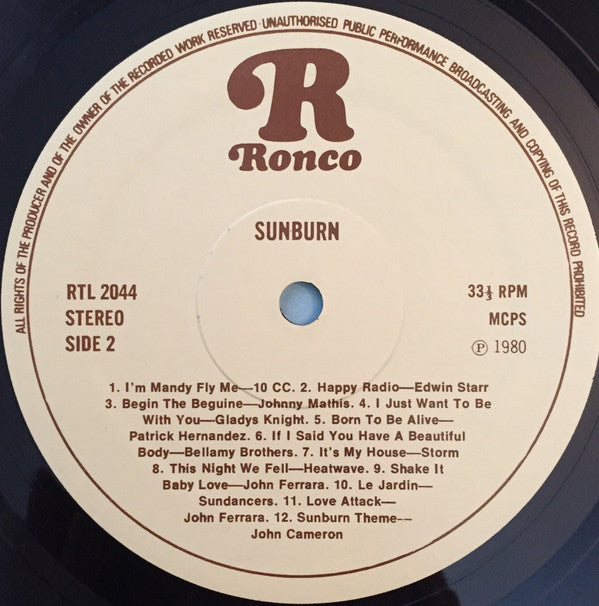 ALL RIGHTS OF THE PRODUCER AND OF THE OWNER OF THE RECORDED WORK RESERVED · UNAUTHORISED PUBLIC PERFORMANCE BROADCASTING AND COPYING OF THIS RECORD PROHIBITED
R
Ronco
SUNBURN
RTL 2044
STEREO
SIDE 2
33⅓ RPM
MCPS
Ⓟ 1980
1. I'm Mandy Fly Me—10 CC. 2. Happy Radio—Edwin Starr
3. Begin The Beguine—Johnny Mathis. 4. I Just Want To Be
With You—Gladys Knight. 5. Born To Be Alive—
Patrick Hernandez. 6. If I Said You Have A Beautiful
Body—Bellamy Brothers. 7. It's My House—Storm
8. This Night We Fell—Heatwave. 9. Shake It
Baby Love—John Ferrara. 10. Le Jardin—
Sundancers. 11. Love Attack—
John Ferrara. 12. Sunburn Theme--
John Cameron